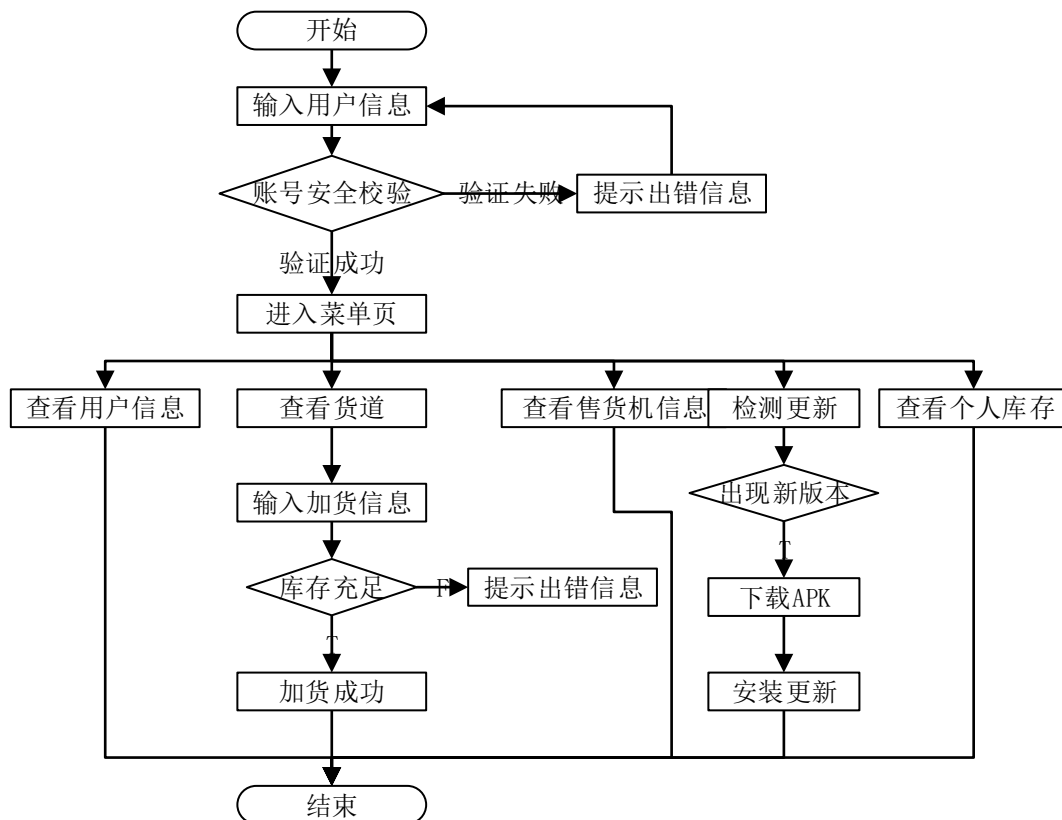 开始
输入用户信息
账号安全校验
验证失败
提示出错信息
验证成功
进入菜单页
查看用户信息
查看货道
查看售货机信息
检测更新
查看个人库存
输入加货信息
出现新版本
T
库存充足
F
提示出错信息
下载APK
T
加货成功
安装更新
结束